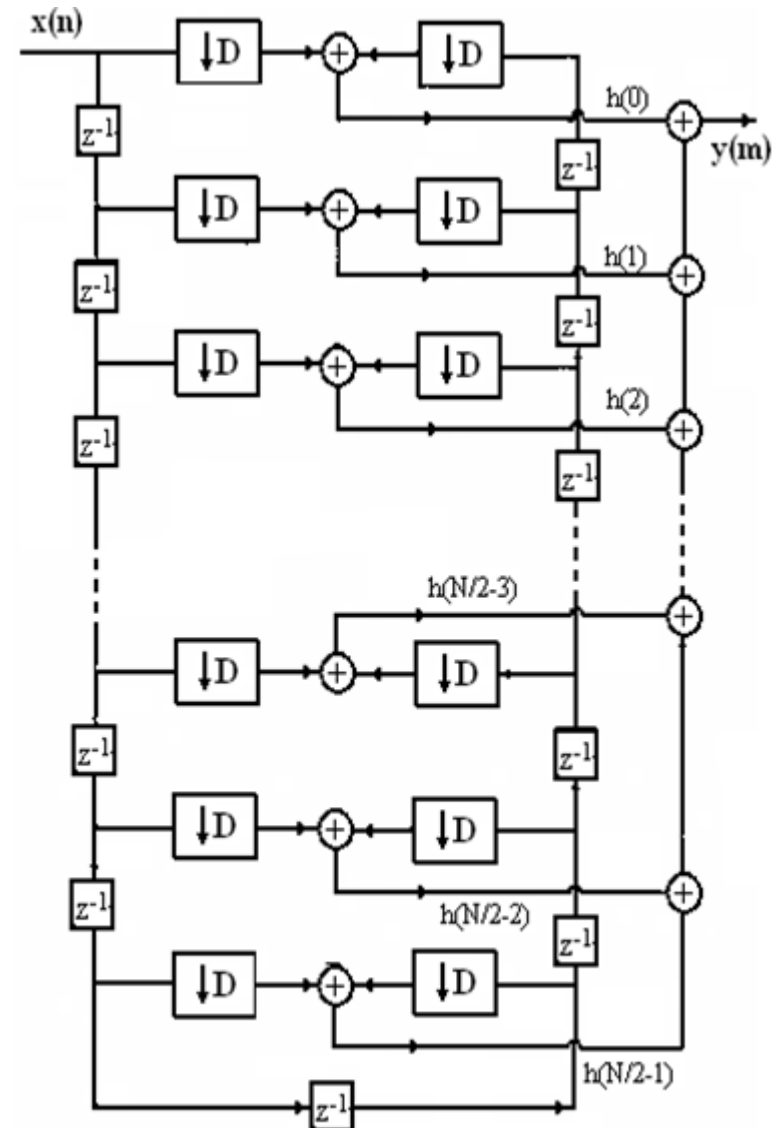 x(n)
↓D + ↓D
h(0)
+
y(m)
z-1
z-1
↓D + ↓D
h(1)
+
z-1
z-1
↓D + ↓D
h(2)
+
z-1
z-1
h(N/2-3)
+
↓D + ↓D
z-1
z-1
↓D + ↓D
h(N/2-2)
+
z-1
z-1
↓D + ↓D
h(N/2-1)
z-1